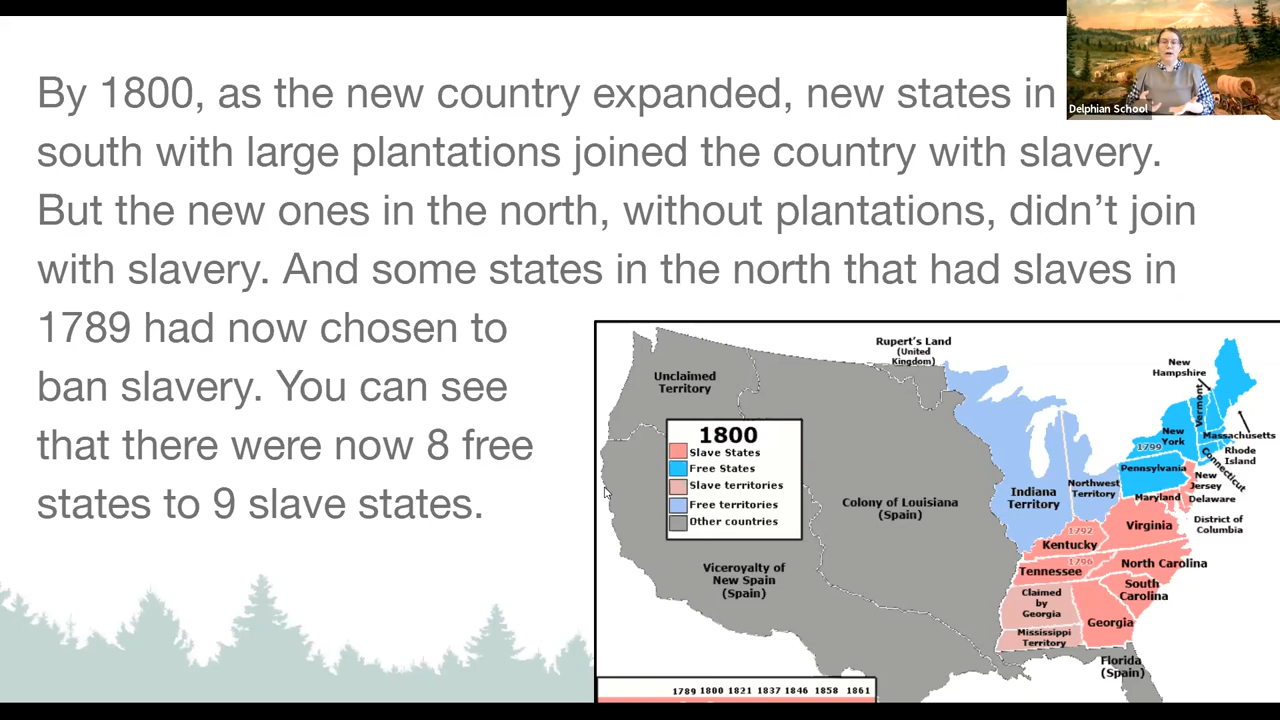 By 1800, as the new country expanded, new states in
south with large plantations joined the country with slavery.
But the new ones in the north, without plantations, didn't join
with slavery. And some states in the north that had slaves in
1789 had now chosen to
ban slavery. You can see
that there were now 8 free
states to 9 slave states.
Delphian School
Rupert's Land
(United
Kingdom)
Unclaimed
Territory
1800
Slave States
Free States
Slave territories
Free territories
Other countries
Colony of Louisiana
(Spain)
Viceroyalty of
New Spain
(Spain)
Indiana
Territory
Northwest
Territory
New
Hampshire
Vermont
Massachusetts
New
York
1799
Rhode
Island
Connecticut
Pennsylvania
New
Jersey
Maryland
Delaware
District of
Columbia
Virginia
1792
Kentucky
1796
Tennessee
North Carolina
South
Carolina
Claimed
by
Georgia
Georgia
Mississippi
Territory
Florida
(Spain)
1789 1800 1821 1837 1846 1858 1861